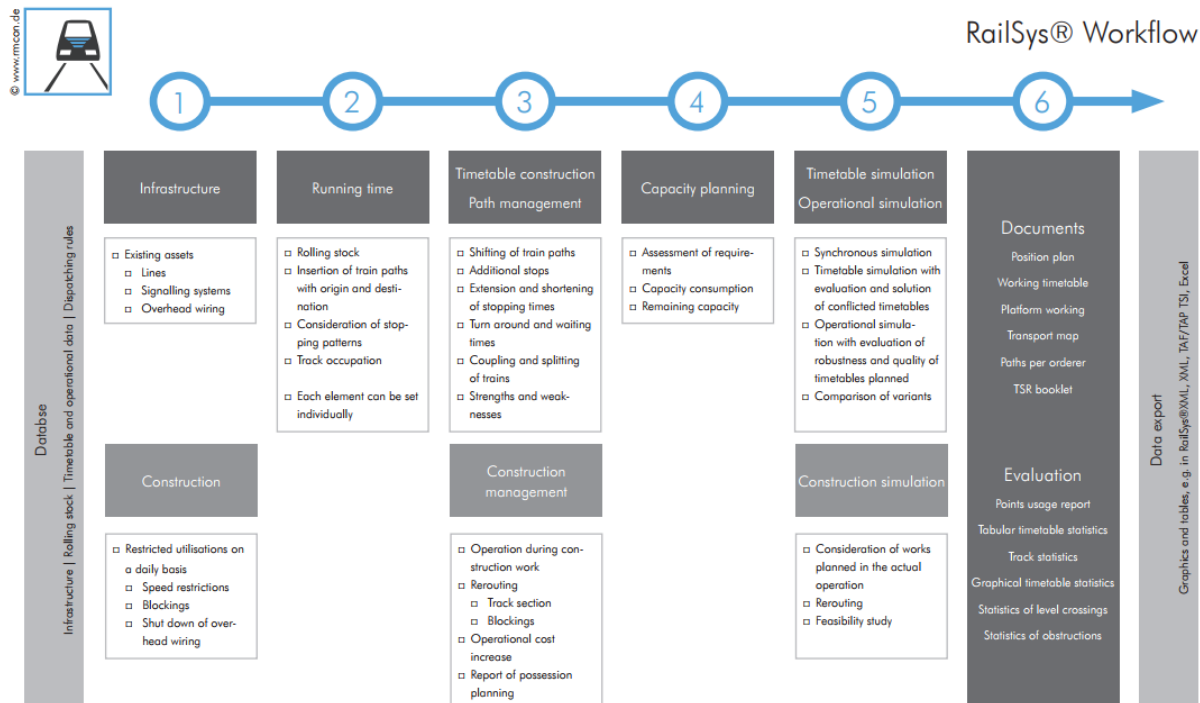 © www.rmcon.de
RailSys® Workflow
1
2
3
4
5
6
Databse
Infrastructure | Rolling stock | Timetable and operational data | Dispatching rules
Infrastructure
□ Existing assets
□ Lines
□ Signalling systems
□ Overhead wiring
Construction
□ Restricted utilisations on
a daily basis
□ Speed restrictions
□ Blockings
□ Shut down of over-
head wiring
Running time
□ Rolling stock
□ Insertion of train paths
with origin and desti-
nation
□ Consideration of stop-
ping patterns
□ Track occupation
□ Each element can be set
individually
Timetable construction
Path management
□ Shifting of train paths
□ Additional stops
□ Extension and shortening
of stopping times
□ Turn around and waiting
times
□ Coupling and splitting
of trains
□ Strengths and weak-
nesses
Construction
management
□ Operation during con-
struction work
□ Rerouting
□ Track section
□ Blockings
□ Operational cost
increase
□ Report of possession
planning
Capacity planning
□ Assessment of require-
ments
□ Capacity consumption
□ Remaining capacity
Timetable simulation
Operational simulation
□ Synchronous simulation
□ Timetable simulation with
evaluation and solution
of conflicted timetables
□ Operational simula-
tion with evaluation of
robustness and quality of
timetables planned
□ Comparison of variants
Construction simulation
□ Consideration of works
planned in the actual
operation
□ Rerouting
□ Feasibility study
Documents
Position plan
Working timetable
Platform working
Transport map
Paths per orderer
TSR booklet
Evaluation
Points usage report
Tabular timetable statistics
Track statistics
Graphical timetable statistics
Statistics of level crossings
Statistics of obstructions
Data export
Graphics and tables, e.g. in RailSys®XML, XML, TAF/TAP TSI, Excel